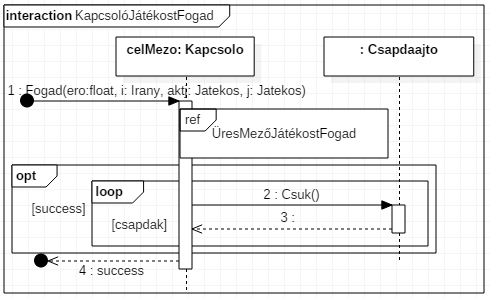 interaction KapcsolóJátékostFogad
celMezo: Kapcsolo
: Csapdaajto
1 : Fogad(ero:float, i: Irany, aktj: Jatekos, j: Jatekos)
ref
ÜresMezőJátékostFogad
opt
loop
2 : Csuk()
[success]
3 :
[csapdak]
4 : success